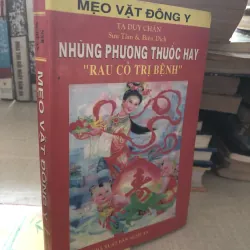 MẸO VẶT ĐÔNG Y
TẠ DUY CHÂN
Sưu Tầm & Biên Dịch
NHỮNG PHƯƠNG THUỐC HAY
"RAU CỎ TRỊ BỆNH"
MẸO VẶT ĐÔNG Y